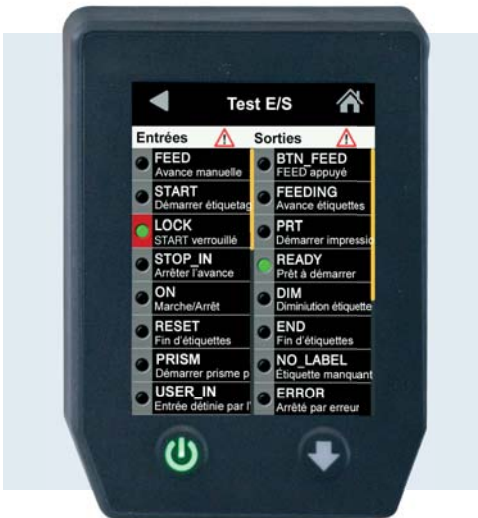 Test E/S
Entrées
Sorties
FEED
Avance manuelle
BTN_FEED
FEED appuyé
START
Démarrer étiquetag
FEEDING
Avance étiquettes
LOCK
START verrouillé
PRT
Démarrer impressio
STOP_IN
Arrêter l'avance
READY
Prêt à démarrer
ON
Marche/Arrêt
DIM
Diminiution étiquette
RESET
Fin d'étiquettes
END
Fin d'étiquettes
PRISM
Démarrer prisme p
NO_LABEL
Étiquette manquant
USER_IN
Entrée définie par l'
ERROR
Arrêté par erreur